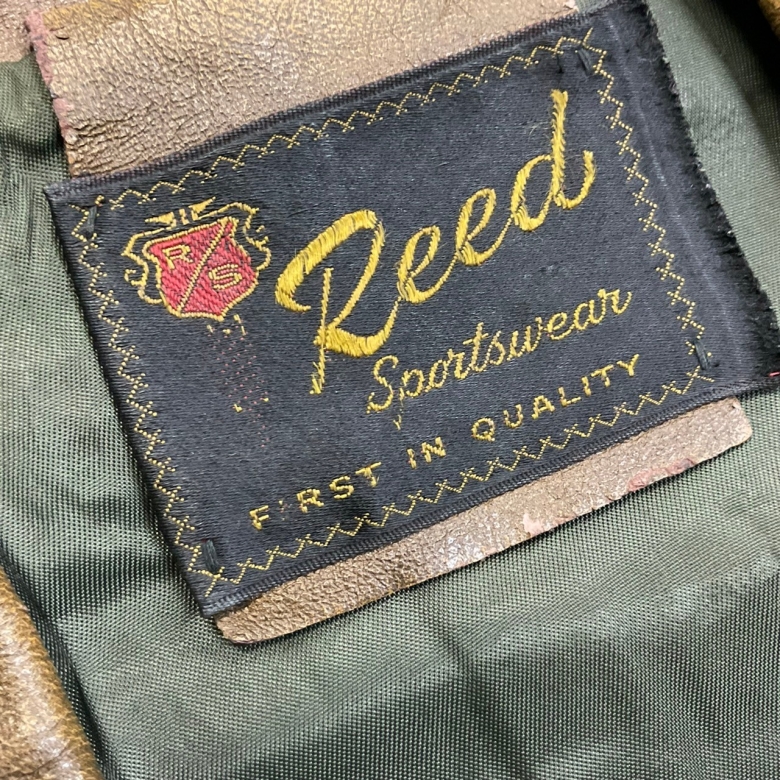 R/S
Reed
Sportswear
FIRST IN QUALITY